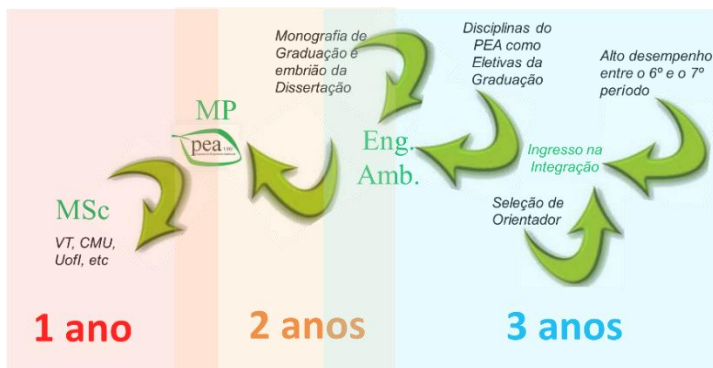 Monografia de
Graduação é
embrião da
Dissertação
Disciplinas do
PEA como
Eletivas da
Graduação
Alto desempenho
entre o 6º e o 7º
período
MP
pea
Eng.
Amb.
Ingresso na
Integração
MSc
VT, CMU,
UofI, etc
Seleção de
Orientador
1 ano
2 anos
3 anos